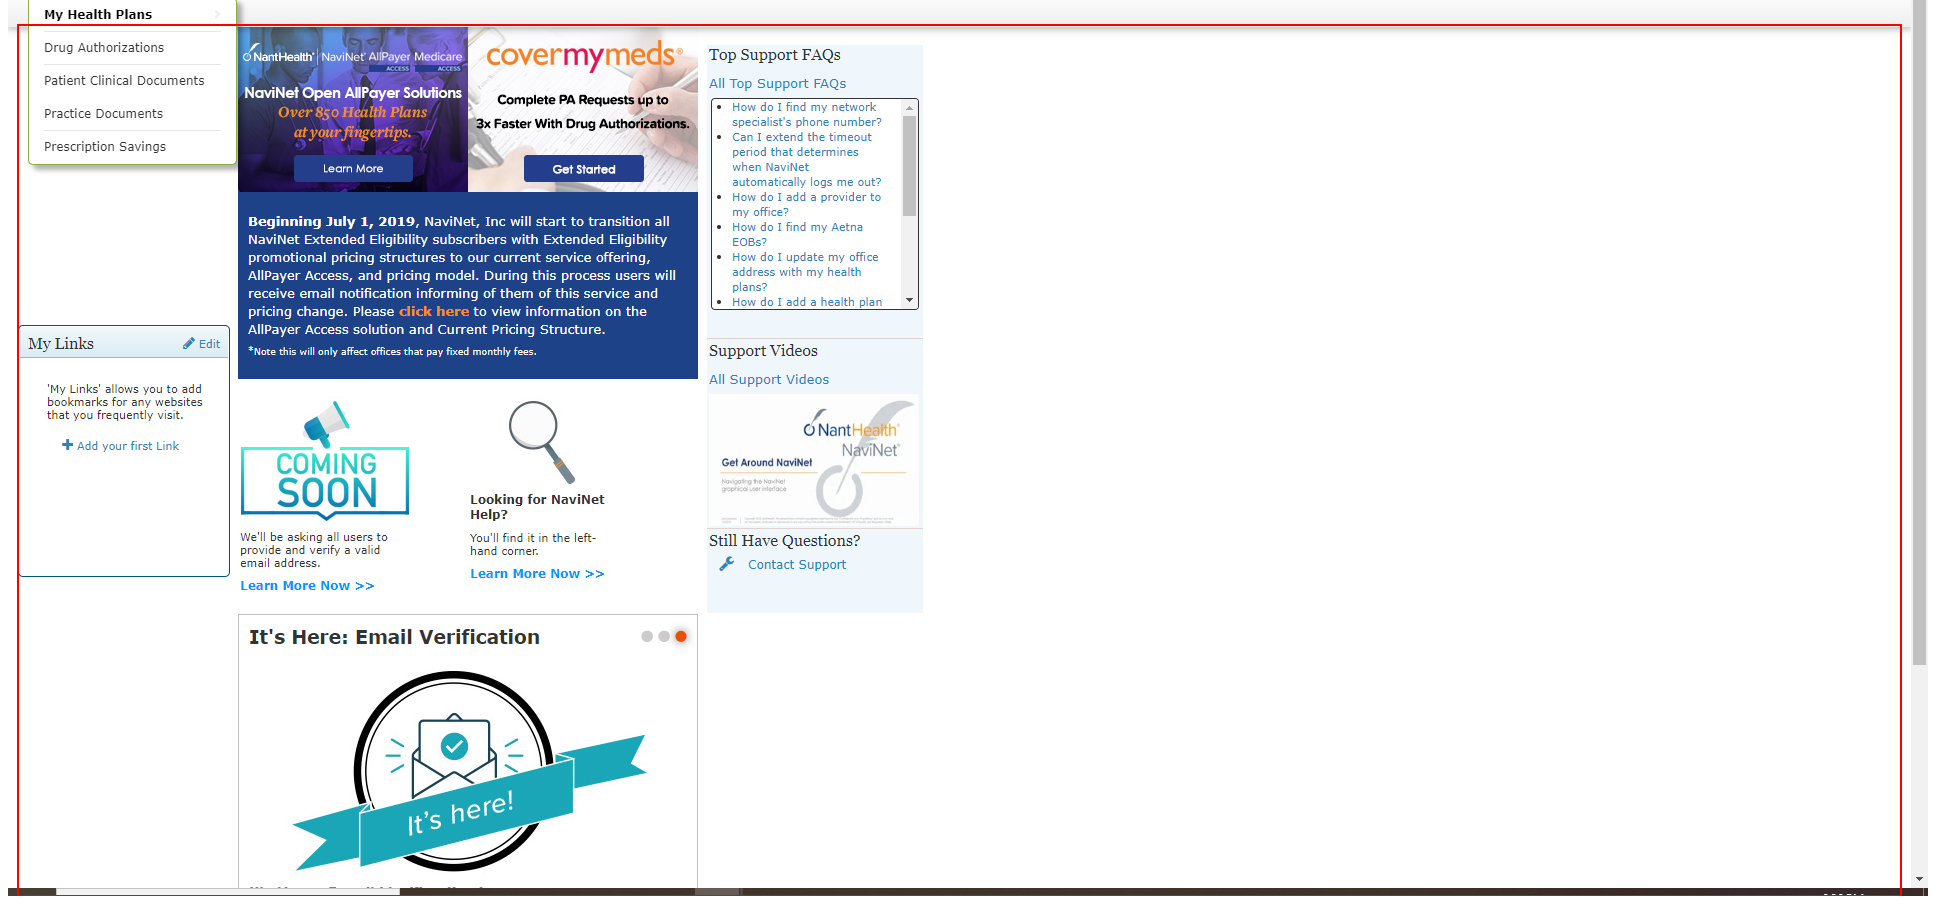 My Health Plans
Drug Authorizations
Patient Clinical Documents
Practice Documents
Prescription Savings
My Links
Edit
'My Links' allows you to add
bookmarks for any websites
that you frequently visit.
Add your first Link
NantHealth® | NaviNet® AllPayer Medicare
ACCESS ACCESS
NaviNet Open AllPayer Solutions
Over 850 Health Plans
at your fingertips.
Learn More
covermymeds®
Complete PA Requests up to
3x Faster With Drug Authorizations.
Get Started
Beginning July 1, 2019, NaviNet, Inc will start to transition all
NaviNet Extended Eligibility subscribers with Extended Eligibility
promotional pricing structures to our current service offering,
AllPayer Access, and pricing model. During this process users will
receive email notification informing of them of this service and
pricing change. Please click here to view information on the
AllPayer Access solution and Current Pricing Structure.
*Note this will only affect offices that pay fixed monthly fees.
COMING
SOON
We'll be asking all users to
provide and verify a valid
email address.
Learn More Now >>
Looking for NaviNet
Help?
You'll find it in the left-
hand corner.
Learn More Now >>
It's Here: Email Verification
It's here!
Top Support FAQs
All Top Support FAQs
How do I find my network
specialist's phone number?
Can I extend the timeout
period that determines
when NaviNet
automatically logs me out?
How do I add a provider to
my office?
How do I find my Aetna
EOBs?
How do I update my office
address with my health
plans?
How do I add a health plan
Support Videos
All Support Videos
NantHealth®
NaviNet®
Get Around NaviNet
Navigating the NaviNet
graphical user interface
Still Have Questions?
Contact Support